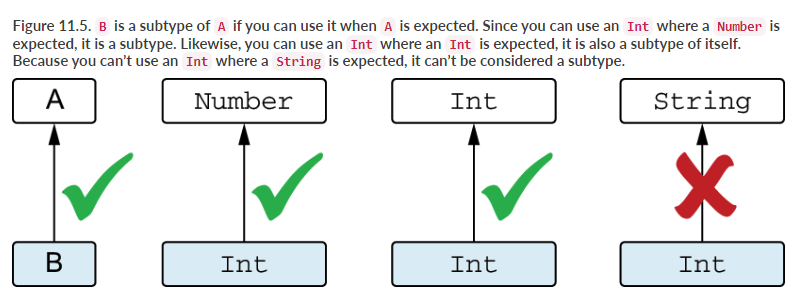 Figure 11.5. B is a subtype of A if you can use it when A is expected. Since you can use an Int where a Number is
expected, it is a subtype. Likewise, you can use an Int where an Int is expected, it is also a subtype of itself.
Because you can't use an Int where a String is expected, it can't be considered a subtype.
A
Number
Int
String
B
Int
Int
Int